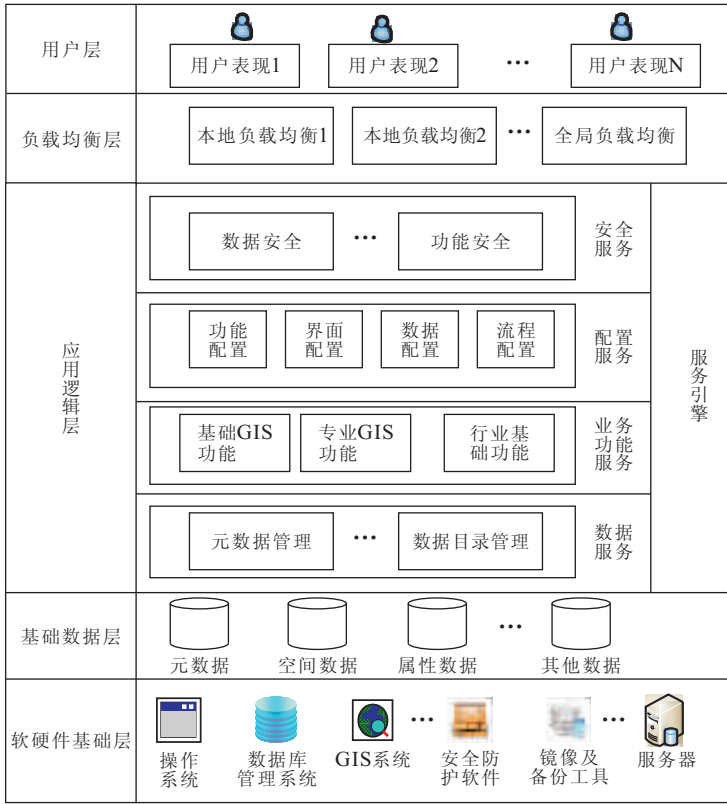 用户层
用户表现1
用户表现2
···
用户表现N
负载均衡层
本地负载均衡1
本地负载均衡2
···
全局负载均衡
应用逻辑层
数据安全
···
功能安全
安全
服务
功能
配置
界面
配置
数据
配置
流程
配置
配置
服务
基础GIS
功能
专业GIS
功能
行业基
础功能
业务
功能
服务
元数据管理
···
数据目录管理
数据
服务
服务引擎
基础数据层
元数据
空间数据
属性数据
···
其他数据
软硬件基础层
操作
系统
数据库
管理系统
GIS系统
···
安全防
护软件
镜像及
备份工具
···
服务器